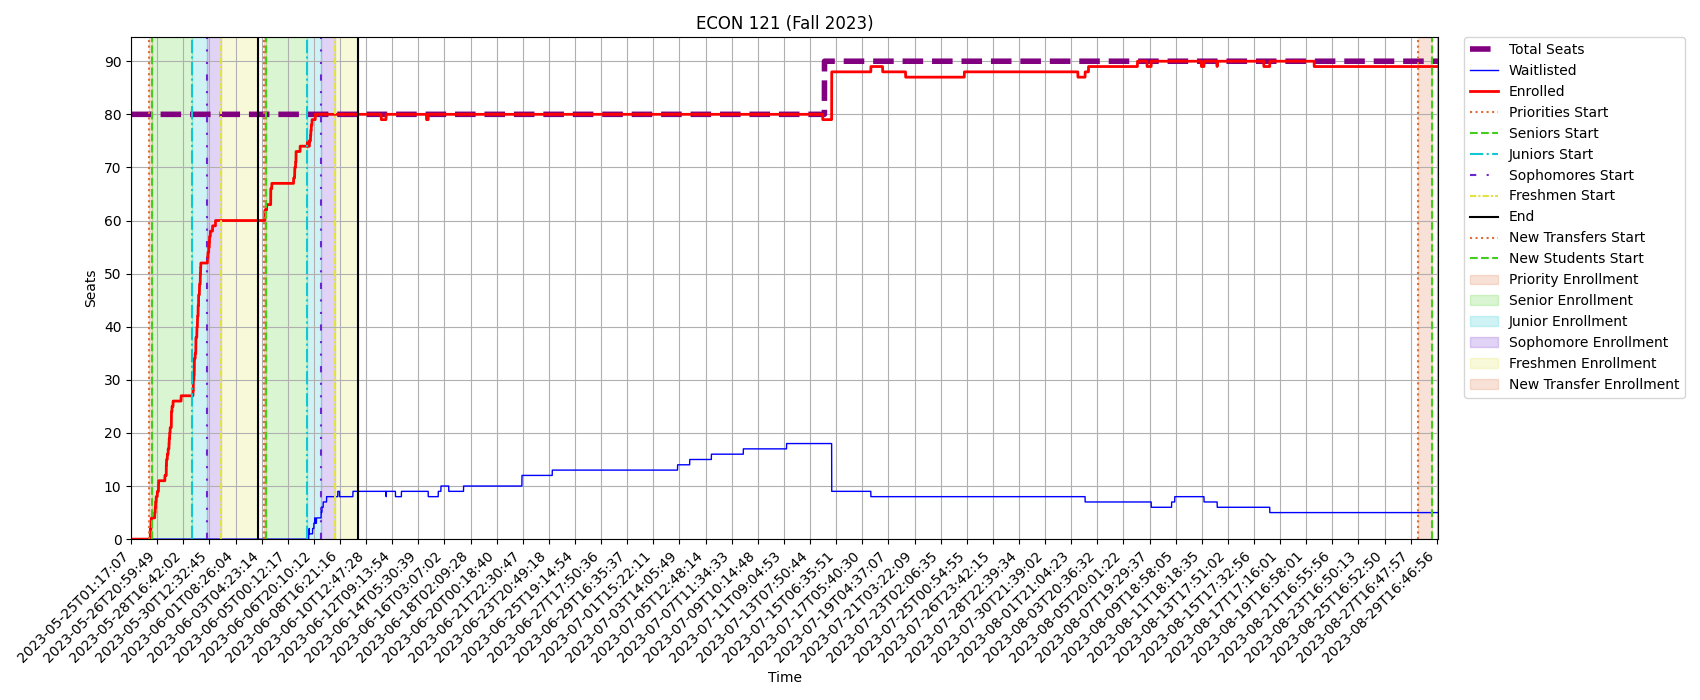 ECON 121 (Fall 2023)
Seats
90
80
70
60
50
40
30
20
10
0
2023-05-25T01:17:07
2023-05-26T20:59:49
2023-05-28T16:42:02
2023-05-30T12:32:45
2023-06-01T08:26:04
2023-06-03T04:23:14
2023-06-05T00:12:17
2023-06-06T20:10:12
2023-06-08T16:21:16
2023-06-10T12:47:28
2023-06-12T09:13:54
2023-06-14T05:30:39
2023-06-16T03:07:02
2023-06-18T02:09:28
2023-06-20T00:18:40
2023-06-21T22:30:47
2023-06-23T20:49:18
2023-06-25T19:14:54
2023-06-27T17:50:36
2023-06-29T16:35:37
2023-07-01T15:22:11
2023-07-03T14:05:49
2023-07-05T12:48:14
2023-07-07T11:34:33
2023-07-09T10:14:48
2023-07-11T09:04:53
2023-07-13T07:50:44
2023-07-15T06:35:51
2023-07-17T05:40:30
2023-07-19T04:37:07
2023-07-21T03:22:09
2023-07-23T02:06:35
2023-07-25T00:54:55
2023-07-26T23:42:15
2023-07-28T22:39:34
2023-07-30T21:39:02
2023-08-01T21:04:23
2023-08-03T20:36:32
2023-08-05T20:01:22
2023-08-07T19:29:37
2023-08-09T18:58:05
2023-08-11T18:18:35
2023-08-13T17:51:02
2023-08-15T17:32:56
2023-08-17T17:16:01
2023-08-19T16:58:01
2023-08-21T16:55:56
2023-08-23T16:50:13
2023-08-25T16:52:50
2023-08-27T16:47:57
2023-08-29T16:46:56
Time
Total Seats
Waitlisted
Enrolled
Priorities Start
Seniors Start
Juniors Start
Sophomores Start
Freshmen Start
End
New Transfers Start
New Students Start
Priority Enrollment
Senior Enrollment
Junior Enrollment
Sophomore Enrollment
Freshmen Enrollment
New Transfer Enrollment